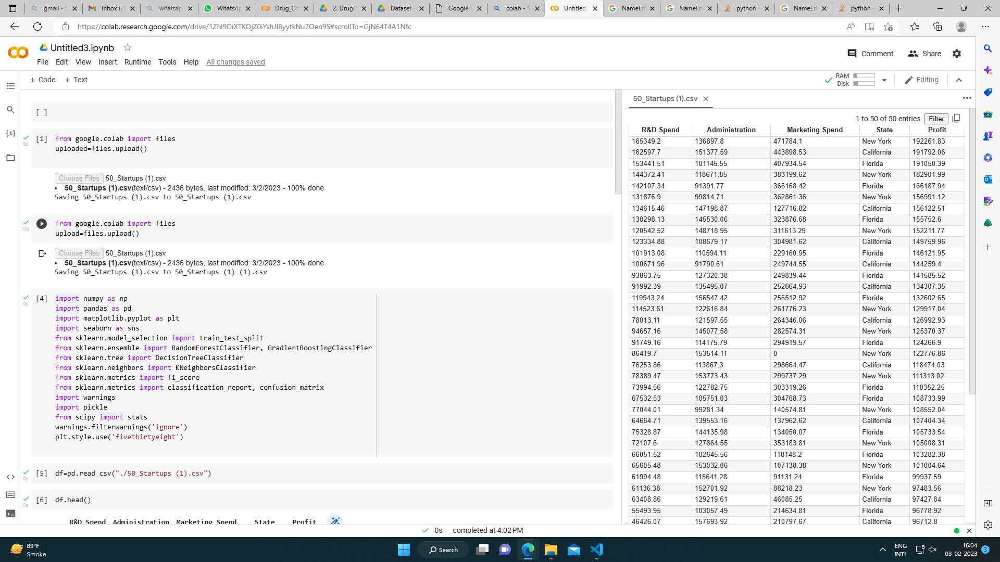 gmail - S
Inbox (2
whatsap
WhatsAp
Drug_Cla
2. DrugC
Dataset
Google D
colab - S
Untitled3
NameErr
NameErr
python -
NameErr
python -
https://colab.research.google.com/drive/1ZhI9DiXTKOjZ0iYshJlByytkNu7Oen9S#scrollTo=GjN64T4A1Nfc
Untitled3.ipynb
Comment
Share
File Edit View Insert Runtime Tools Help All changes saved
+ Code + Text
RAM
Disk
Editing
[ ]
8s
[1] from google.colab import files
uploaded=files.upload()
Choose Files 50_Startups (1).csv
• 50_Startups (1).csv(text/csv) - 2436 bytes, last modified: 3/2/2023 - 100% done
Saving 50_Startups (1).csv to 50_Startups (1).csv
10s
from google.colab import files
upload=files.upload()
Choose Files 50_Startups (1).csv
• 50_Startups (1).csv(text/csv) - 2436 bytes, last modified: 3/2/2023 - 100% done
Saving 50_Startups (1).csv to 50_Startups (1) (1).csv
0s
[4] import numpy as np
import pandas as pd
import matplotlib.pyplot as plt
import seaborn as sns
from sklearn.model_selection import train_test_split
from sklearn.ensemble import RandomForestClassifier, GradientBoostingClassifier
from sklearn.tree import DecisionTreeClassifier
from sklearn.neighbors import KNeighborsClassifier
from sklearn.metrics import f1_score
from sklearn.metrics import classification_report, confusion_matrix
import warnings
import pickle
from scipy import stats
warnings.filterwarnings('ignore')
plt.style.use('fivethirtyeight')
0s
[5] df=pd.read_csv("./50_Startups (1).csv")
0s
[6] df.head()
R&D Spend Administration Marketing Spend State Profit
50_Startups (1).csv
1 to 50 of 50 entries Filter
R&D Spend Administration Marketing Spend State Profit
165349.2 136897.8 471784.1 New York 192261.83
162597.7 151377.59 443898.53 California 191792.06
153441.51 101145.55 407934.54 Florida 191050.39
144372.41 118671.85 383199.62 New York 182901.99
142107.34 91391.77 366168.42 Florida 166187.94
131876.9 99814.71 362861.36 New York 156991.12
134615.46 147198.87 127716.82 California 156122.51
130298.13 145530.06 323876.68 Florida 155752.6
120542.52 148718.95 311613.29 New York 152211.77
123334.88 108679.17 304981.62 California 149759.96
101913.08 110594.11 229160.95 Florida 146121.95
100671.96 91790.61 249744.55 California 144259.4
93863.75 127320.38 249839.44 Florida 141585.52
91992.39 135495.07 252664.93 California 134307.35
119943.24 156547.42 256512.92 Florida 132602.65
114523.61 122616.84 261776.23 New York 129917.04
78013.11 121597.55 264346.06 California 126992.93
94657.16 145077.58 282574.31 New York 125370.37
91749.16 114175.79 294919.57 Florida 124266.9
86419.7 153514.11 0 New York 122776.86
76253.86 113867.3 298664.47 California 118474.03
78389.47 153773.43 299737.29 New York 111313.02
73994.56 122782.75 303319.26 Florida 110352.25
67532.53 105751.03 304768.73 Florida 108733.99
77044.01 99281.34 140574.81 New York 108552.04
64664.71 139553.16 137962.62 California 107404.34
75328.87 144135.98 134050.07 Florida 105733.54
72107.6 127864.55 353183.81 New York 105008.31
66051.52 182645.56 118148.2 Florida 103282.38
65605.48 153032.06 107138.38 New York 101004.64
61994.48 115641.28 91131.24 Florida 99937.59
61136.38 152701.92 88218.23 New York 97483.56
63408.86 129219.61 46085.25 California 97427.84
55493.95 103057.49 214634.81 Florida 96778.92
46426.07 157693.92 210797.67 California 96712.8
0s completed at 4:02 PM
89°F
Smoke
Search
ENG
INTL
16:04
03-02-2023
3